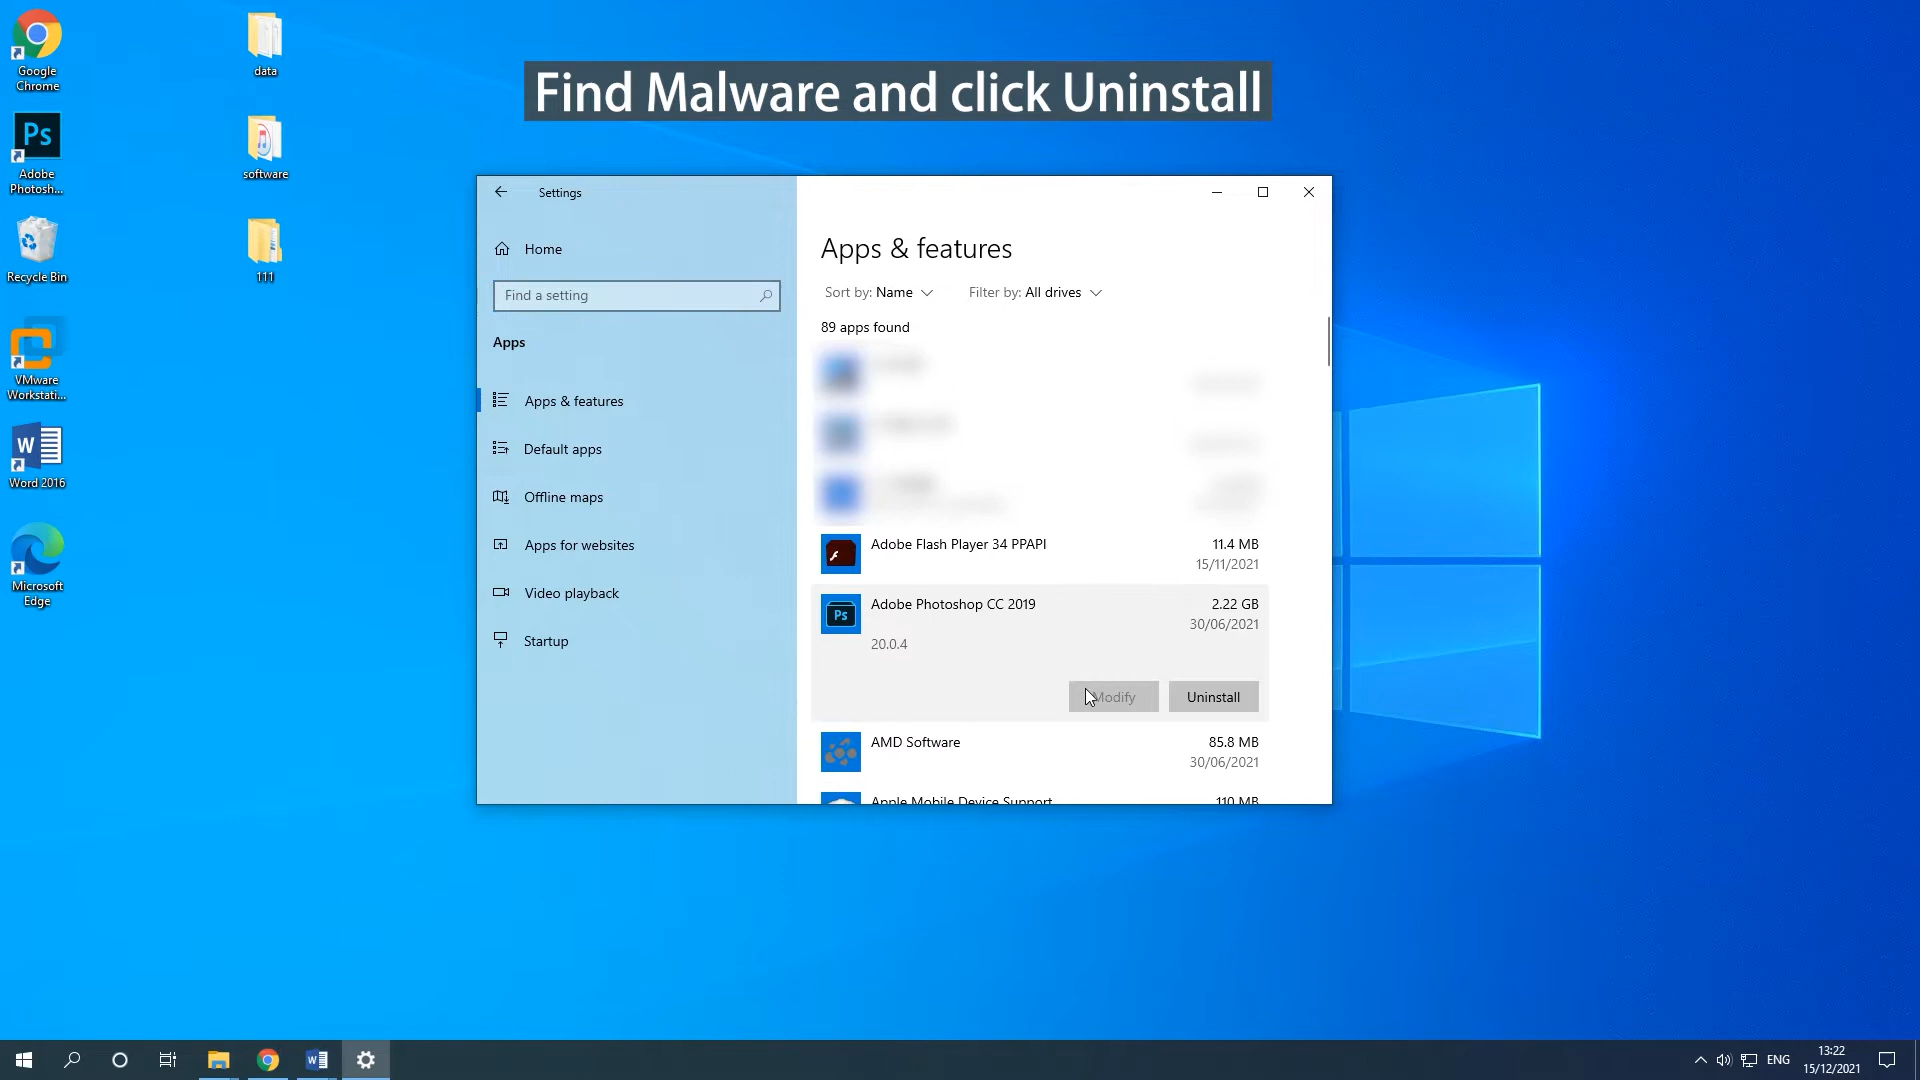 Google
Chrome
Adobe
Photosh...
Recycle Bin
VMware
Workstati...
Word 2016
Microsoft
Edge
data
software
111
Find Malware and click Uninstall
Settings
Home
Find a setting
Apps
Apps & features
Default apps
Offline maps
Apps for websites
Video playback
Startup
Apps & features
Sort by: Name
Filter by: All drives
89 apps found
Adobe Flash Player 34 PPAPI
11.4 MB
15/11/2021
Ps
Adobe Photoshop CC 2019
2.22 GB
30/06/2021
20.0.4
Modify
Uninstall
AMD Software
85.8 MB
30/06/2021
Apple Mobile Device Support
110 MB
ENG
13:22
15/12/2021